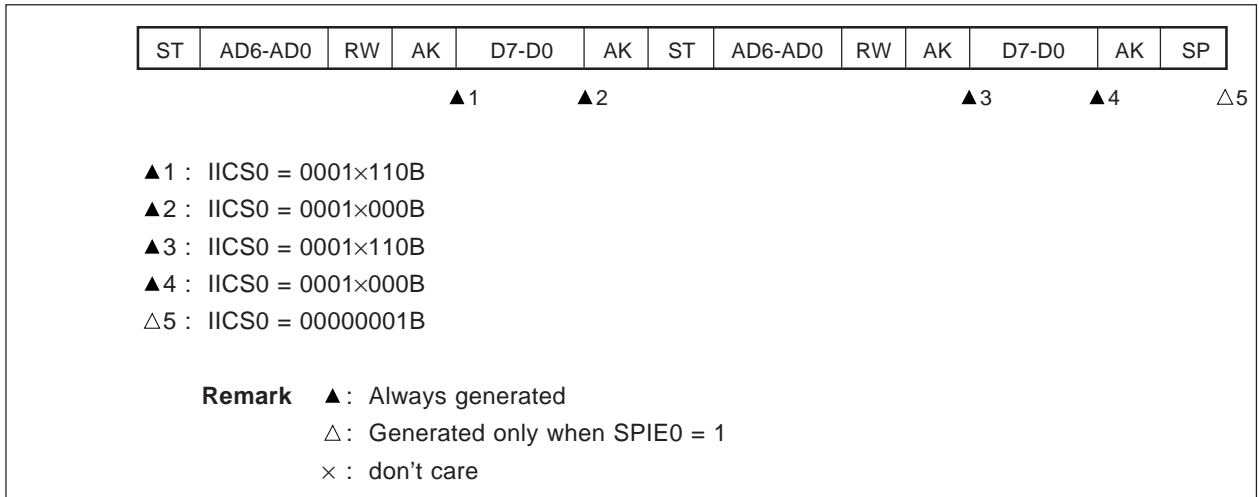 ST AD6-AD0 RW AK D7-D0 AK ST AD6-AD0 RW AK D7-D0 AK SP
▲1 ▲2 ▲3 ▲4 △5
▲1 : IICS0 = 0001×110B
▲2 : IICS0 = 0001×000B
▲3 : IICS0 = 0001×110B
▲4 : IICS0 = 0001×000B
△5 : IICS0 = 00000001B
Remark ▲: Always generated
△: Generated only when SPIE0 = 1
× : don't care